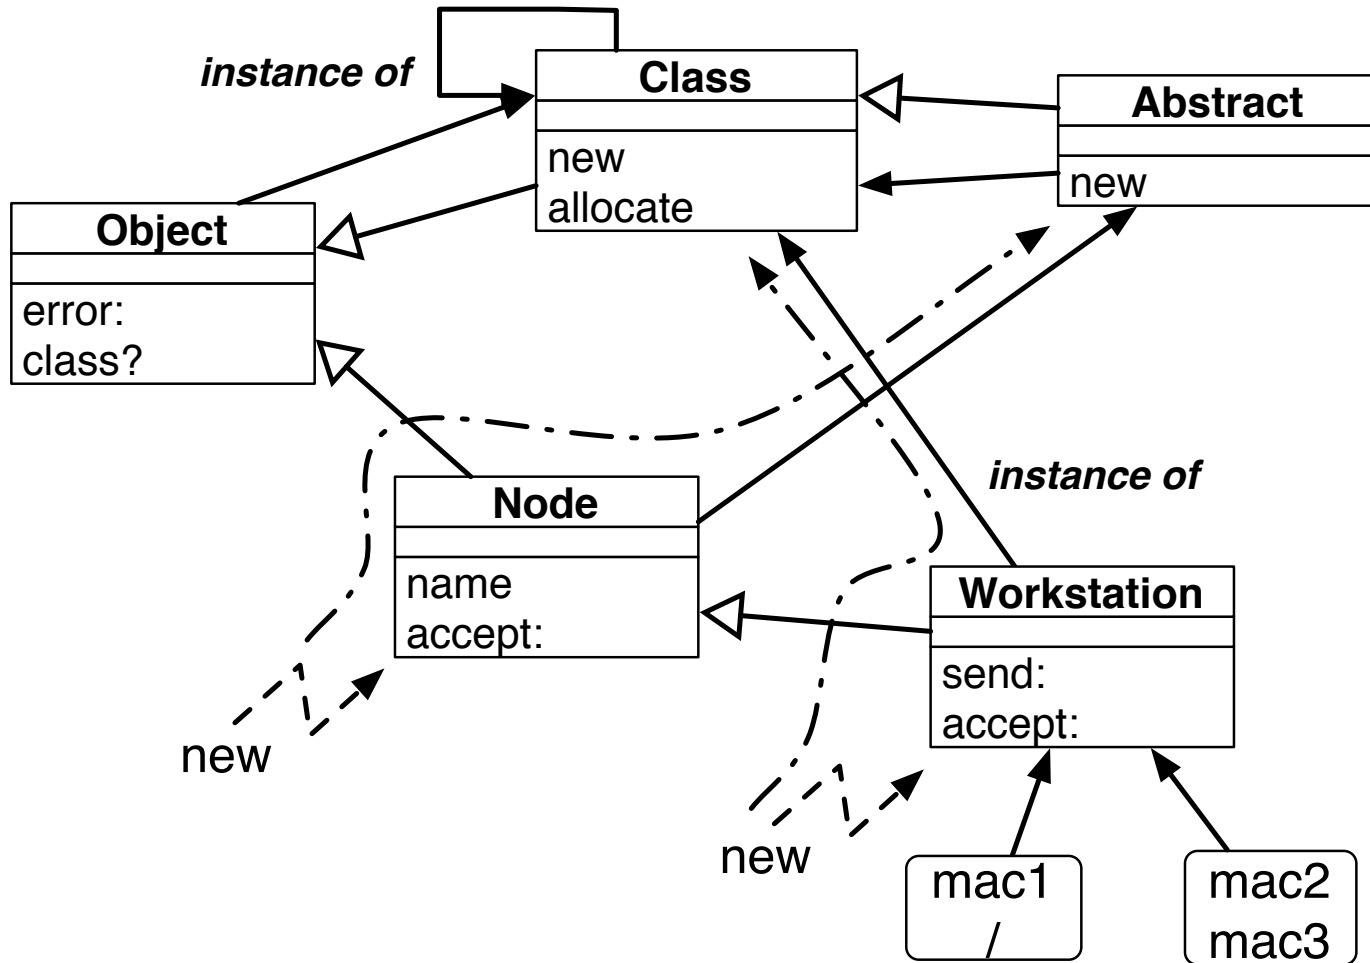 instance of
Class
new
allocate
Abstract
new
Object
error:
class?
instance of
Node
name
accept:
Workstation
send:
accept:
new
new
mac1
/
mac2
mac3